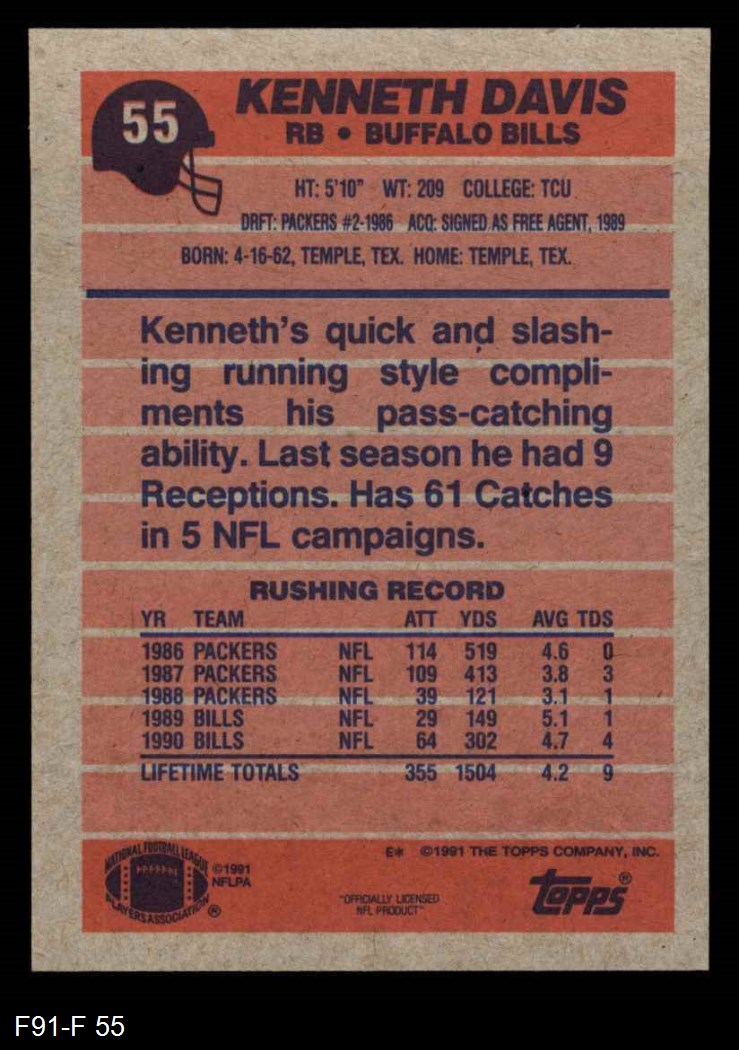 55
KENNETH DAVIS
RB • BUFFALO BILLS
HT: 5'10" WT: 209 COLLEGE: TCU
DRFT: PACKERS #2-1986 ACQ: SIGNED AS FREE AGENT, 1989
BORN: 4-16-62, TEMPLE, TEX. HOME: TEMPLE, TEX.
Kenneth's quick and slash-
ing running style compli-
ments his pass-catching
ability. Last season he had 9
Receptions. Has 61 Catches
in 5 NFL campaigns.
RUSHING RECORD
YR TEAM ATT YDS AVG TDS
1986 PACKERS NFL 114 519 4.6 0
1987 PACKERS NFL 109 413 3.8 3
1988 PACKERS NFL 39 121 3.1 1
1989 BILLS NFL 29 149 5.1 1
1990 BILLS NFL 64 302 4.7 4
LIFETIME TOTALS 355 1504 4.2 9
NATIONAL FOOTBALL LEAGUE
PLAYERS ASSOCIATION ®
©1991
NFLPA
E* ©1991 THE TOPPS COMPANY, INC.
"OFFICIALLY LICENSED
NFL PRODUCT"
topps®
F91-F 55